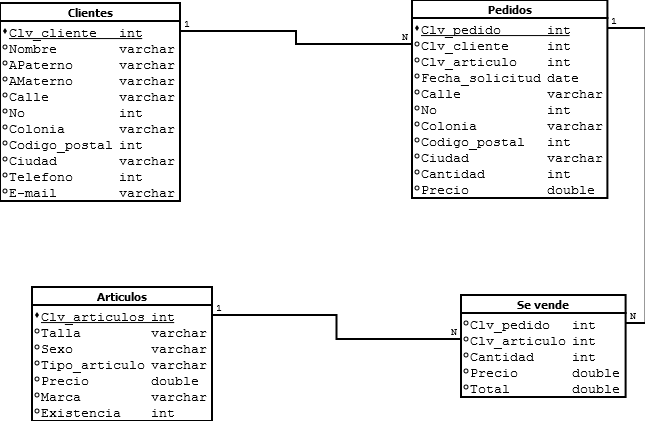 Clientes
Clv_cliente int
Nombre varchar
APaterno varchar
AMaterno varchar
Calle varchar
No int
Colonia varchar
Codigo_postal int
Ciudad varchar
Telefono int
E-mail varchar
1
N
Pedidos
Clv_pedido int
Clv_cliente int
Clv_articulo int
Fecha_solicitud date
Calle varchar
No int
Colonia varchar
Codigo_postal int
Ciudad varchar
Cantidad int
Precio double
1
Articulos
Clv_articulos int
Talla varchar
Sexo varchar
Tipo_articulo varchar
Precio double
Marca varchar
Existencia int
1
N
Se vende
Clv_pedido int
Clv_articulo int
Cantidad int
Precio double
Total double
N